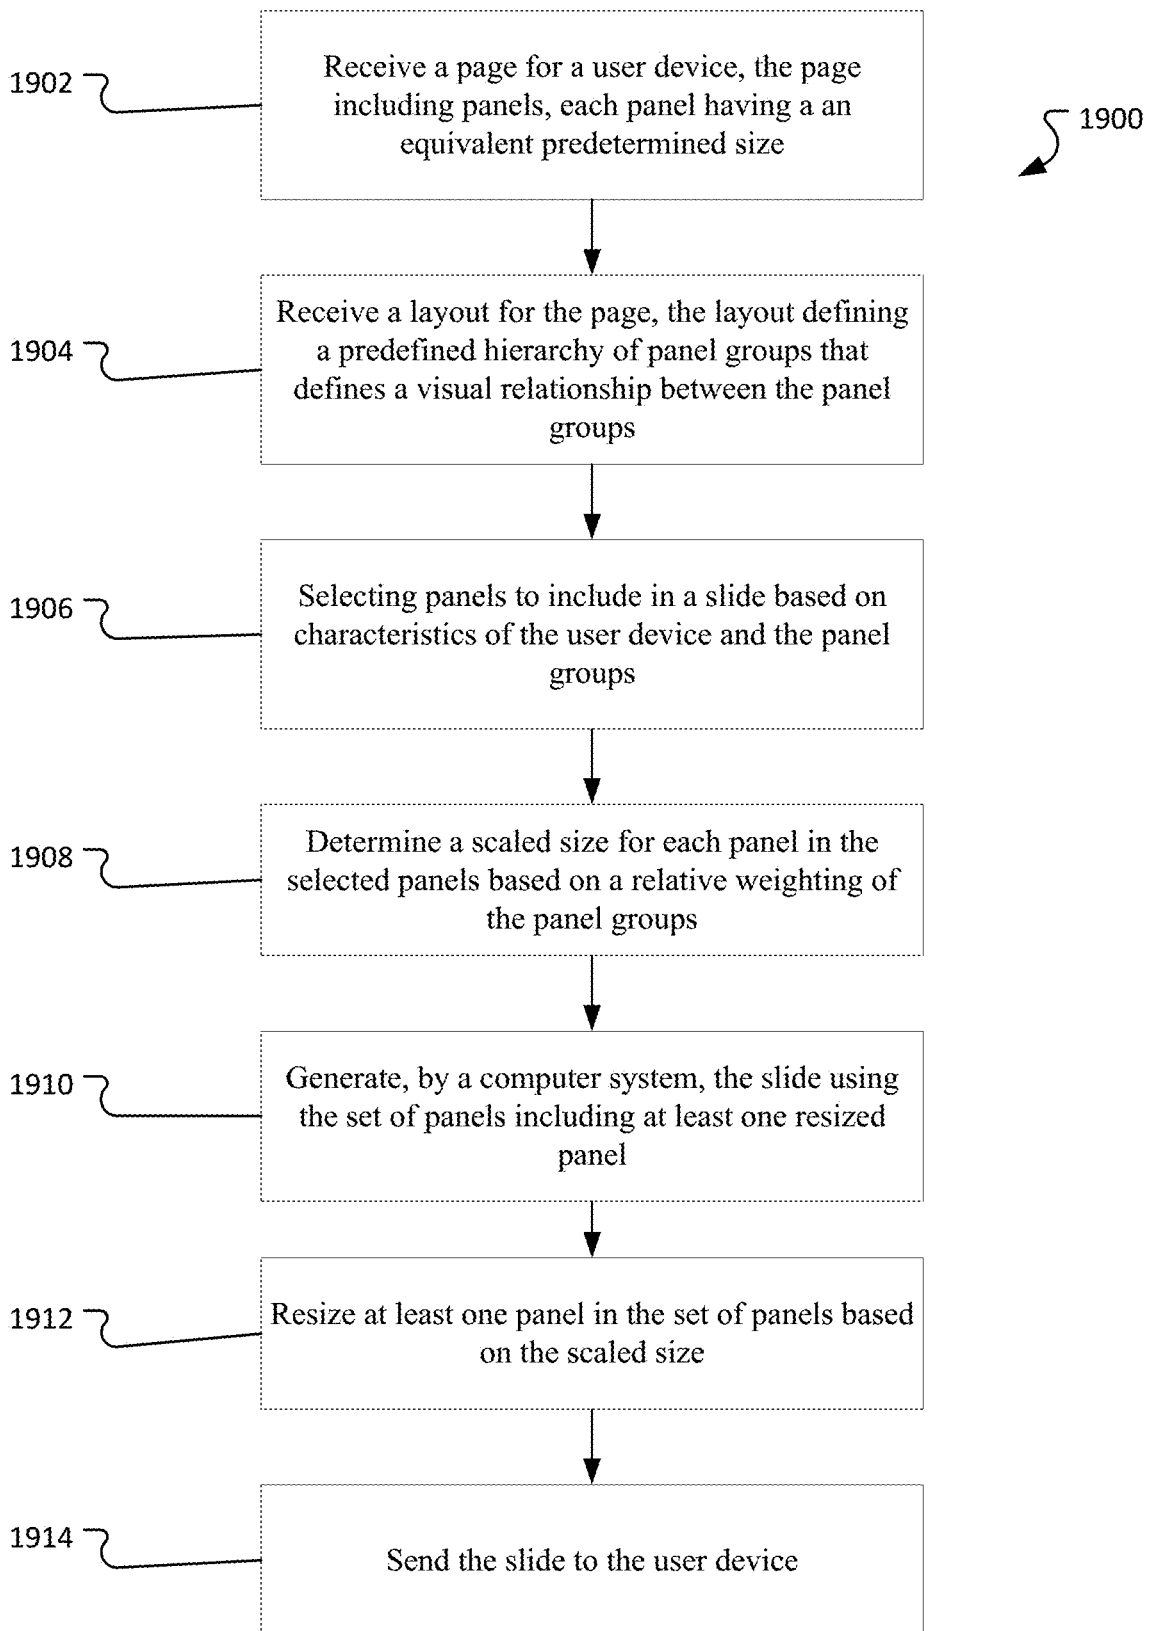 1902
Receive a page for a user device, the page
including panels, each panel having a an
equivalent predetermined size
1900
1904
Receive a layout for the page, the layout defining
a predefined hierarchy of panel groups that
defines a visual relationship between the panel
groups
1906
Selecting panels to include in a slide based on
characteristics of the user device and the panel
groups
1908
Determine a scaled size for each panel in the
selected panels based on a relative weighting of
the panel groups
1910
Generate, by a computer system, the slide using
the set of panels including at least one resized
panel
1912
Resize at least one panel in the set of panels based
on the scaled size
1914
Send the slide to the user device